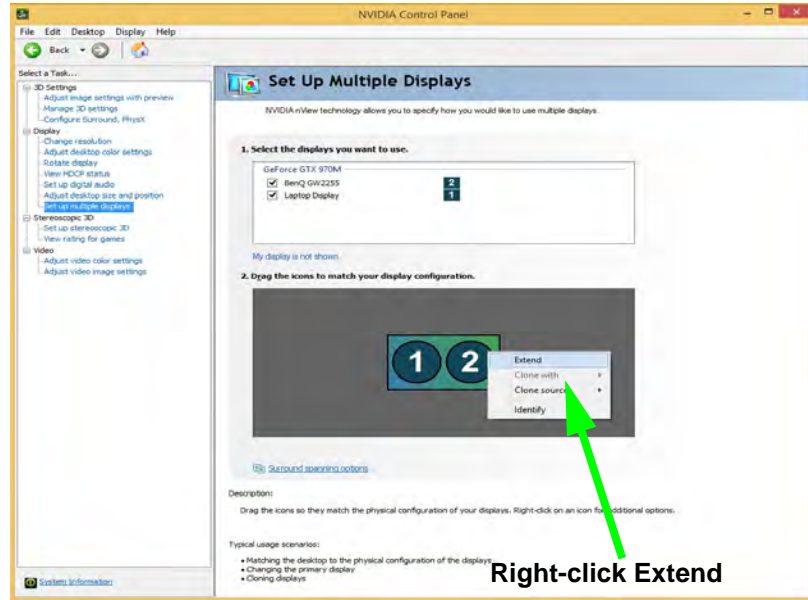 NVIDIA Control Panel
File Edit Desktop Display Help
Back
Select a Task...
3D Settings
Adjust image settings with preview
Manage 3D settings
Configure Surround, PhysX
Display
Change resolution
Adjust desktop color settings
Rotate display
View HDCP status
Set up digital audio
Adjust desktop size and position
Set up multiple displays
Stereoscopic 3D
Set up stereoscopic 3D
View rating for games
Video
Adjust video color settings
Adjust video image settings
System Information
Set Up Multiple Displays
NVIDIA nView technology allows you to specify how you would like to use multiple displays.
1. Select the displays you want to use.
GeForce GTX 970M
BenQ GW2255 2
Laptop Display 1
My display is not shown
2. Drag the icons to match your display configuration.
1 2
Extend
Clone with
Clone source
Identify
Surround spanning options
Description:
Drag the icons so they match the physical configuration of your displays. Right-click on an icon for additional options.
Typical usage scenarios:
• Matching the desktop to the physical configuration of the displays
• Changing the primary display
• Cloning displays
Right-click Extend